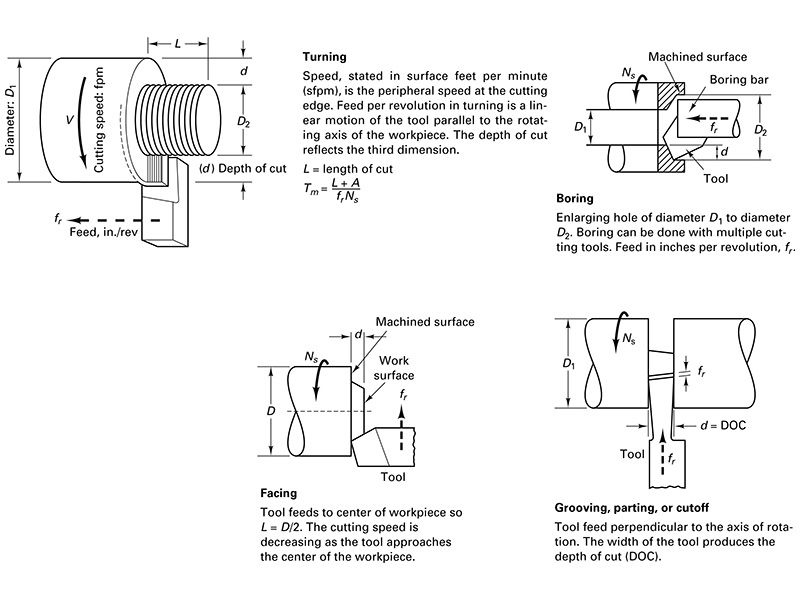 L
d
Diameter: D1
V
Cutting speed: fpm
D2
(d) Depth of cut
fr
Feed, in./rev
Turning
Speed, stated in surface feet per minute
(sfpm), is the peripheral speed at the cutting
edge. Feed per revolution in turning is a lin-
ear motion of the tool parallel to the rotat-
ing axis of the workpiece. The depth of cut
reflects the third dimension.
L = length of cut
Tm = L + A / frNs
Machined surface
Ns
Boring bar
D1
fr
D2
d
Tool
Boring
Enlarging hole of diameter D1 to diameter
D2. Boring can be done with multiple cut-
ting tools. Feed in inches per revolution, fr.
Machined surface
d
Ns
Work
surface
fr
D
Tool
Facing
Tool feeds to center of workpiece so
L = D/2. The cutting speed is
decreasing as the tool approaches
the center of the workpiece.
Ns
D1
fr
d = DOC
Tool
fr
Grooving, parting, or cutoff
Tool feed perpendicular to the axis of rota-
tion. The width of the tool produces the
depth of cut (DOC).